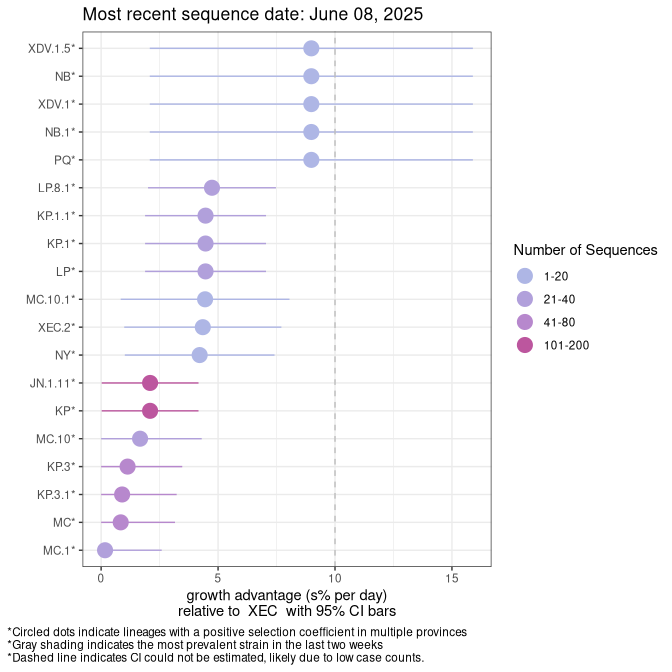 Most recent sequence date: June 08, 2025
XDV.1.5*
NB*
XDV.1*
NB.1*
PQ*
LP.8.1*
KP.1.1*
KP.1*
LP*
MC.10.1*
XEC.2*
NY*
JN.1.11*
KP*
MC.10*
KP.3*
KP.3.1*
MC*
MC.1*
0 5 10 15
growth advantage (s% per day)
relative to XEC with 95% CI bars
Number of Sequences
1-20
21-40
41-80
101-200
*Circled dots indicate lineages with a positive selection coefficient in multiple provinces
*Gray shading indicates the most prevalent strain in the last two weeks
*Dashed line indicates CI could not be estimated, likely due to low case counts.